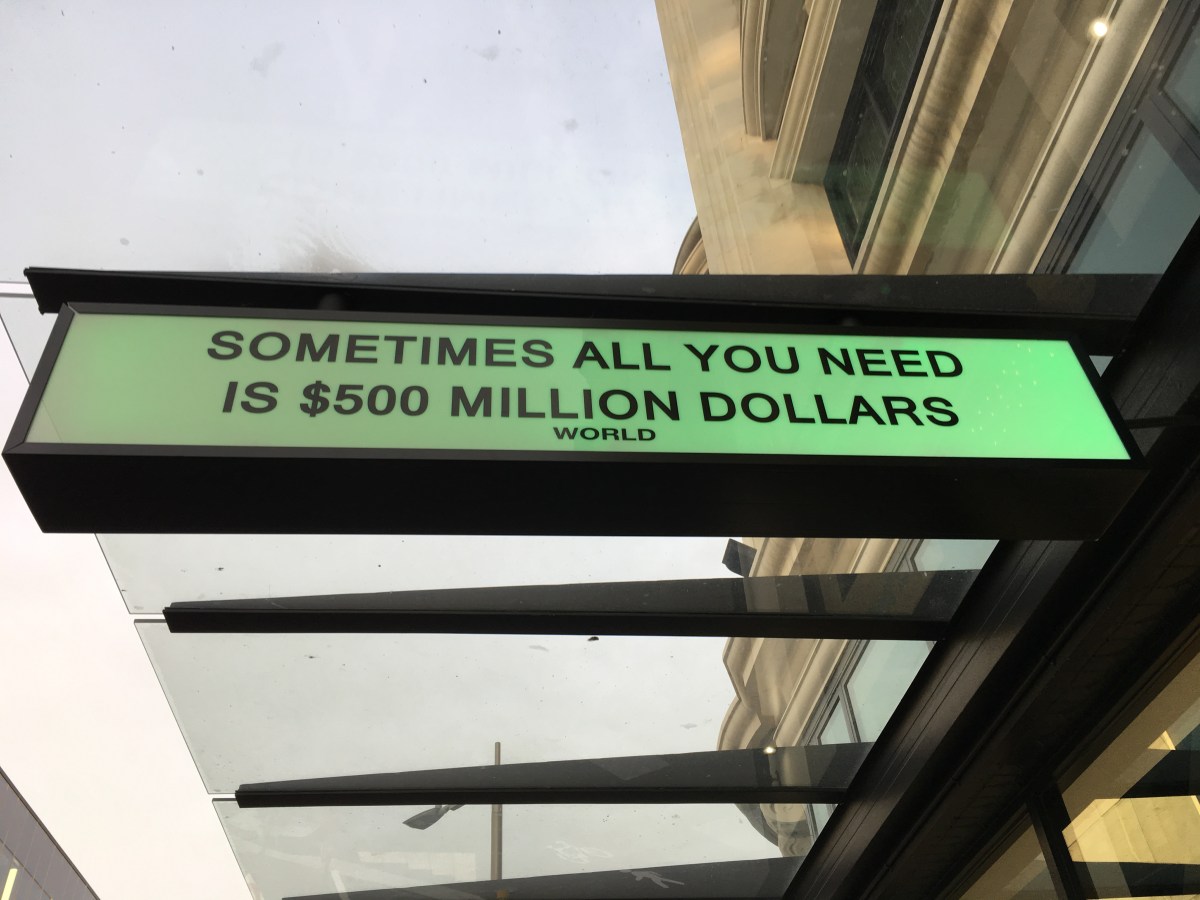 SOMETIMES ALL YOU NEED
IS $500 MILLION DOLLARS
WORLD